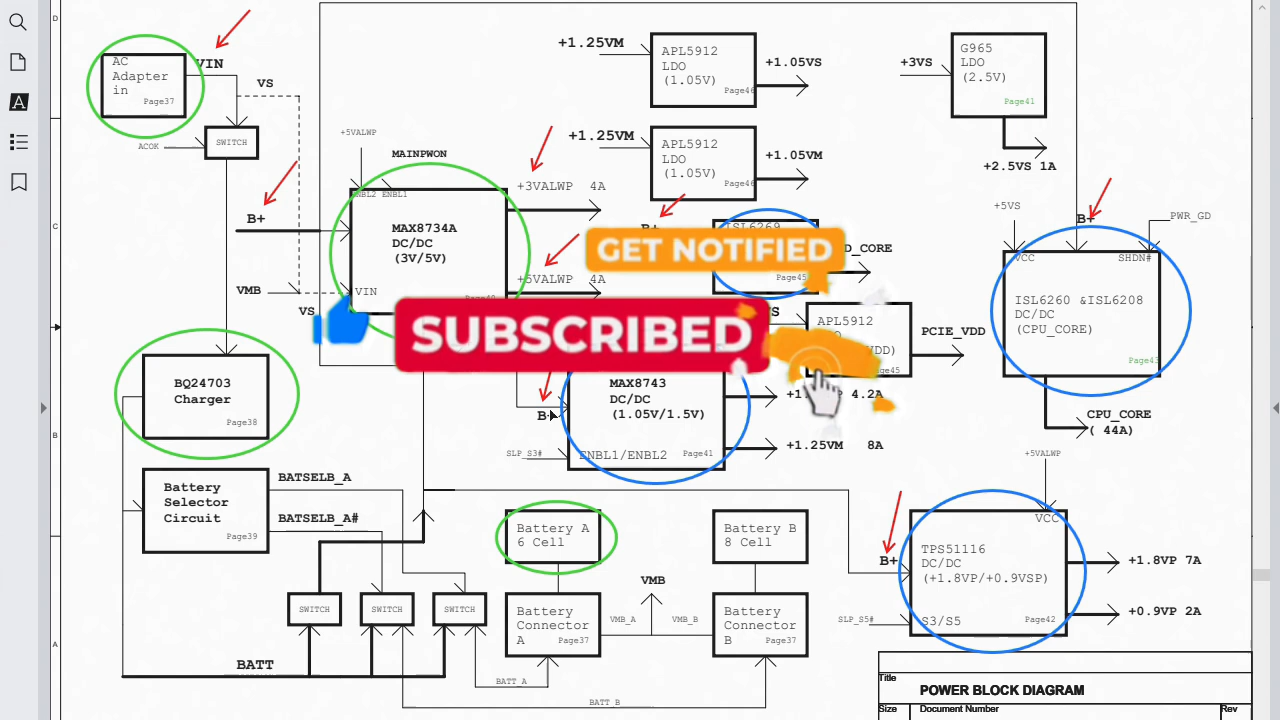 D
C
B
A
AC
Adapter
in
Page37
VIN
VS
ACOK
SWITCH
B+
+5VALWP
MAINPWON
ENBL2 ENBL1
MAX8734A
DC/DC
(3V/5V)
VIN
VMB
VS
+3VALWP 4A
+5VALWP 4A
+1.25VM
APL5912
LDO
(1.05V)
Page46
+1.05VS
+1.25VM
APL5912
LDO
(1.05V)
Page46
+1.05VM
+3VS
G965
LDO
(2.5V)
Page41
+2.5VS 1A
ISL6269
Page45
D_CORE
GET NOTIFIED
SUBSCRIBED
APL5912
VDD)
Page45
PCIE_VDD
+5VS
B+
PWR_GD
VCC
SHDN#
ISL6260 &ISL6208
DC/DC
(CPU_CORE)
Page43
CPU_CORE
( 44A)
BQ24703
Charger
Page38
MAX8743
DC/DC
(1.05V/1.5V)
B+
SLP_S3#
ENBL1/ENBL2
Page41
4.2A
+1.25VM 8A
Battery
Selector
Circuit
Page39
BATSELB_A
BATSELB_A#
SWITCH
SWITCH
SWITCH
BATT
Battery A
6 Cell
Battery B
8 Cell
Battery
Connector
A
Page37
VMB
VMB_A
VMB_B
Battery
Connector
B
Page37
BATT_A
BATT_B
+5VALWP
VCC
B+
TPS51116
DC/DC
(+1.8VP/+0.9VSP)
SLP_S5#
S3/S5
Page42
+1.8VP 7A
+0.9VP 2A
Title
POWER BLOCK DIAGRAM
Size
Document Number
Rev